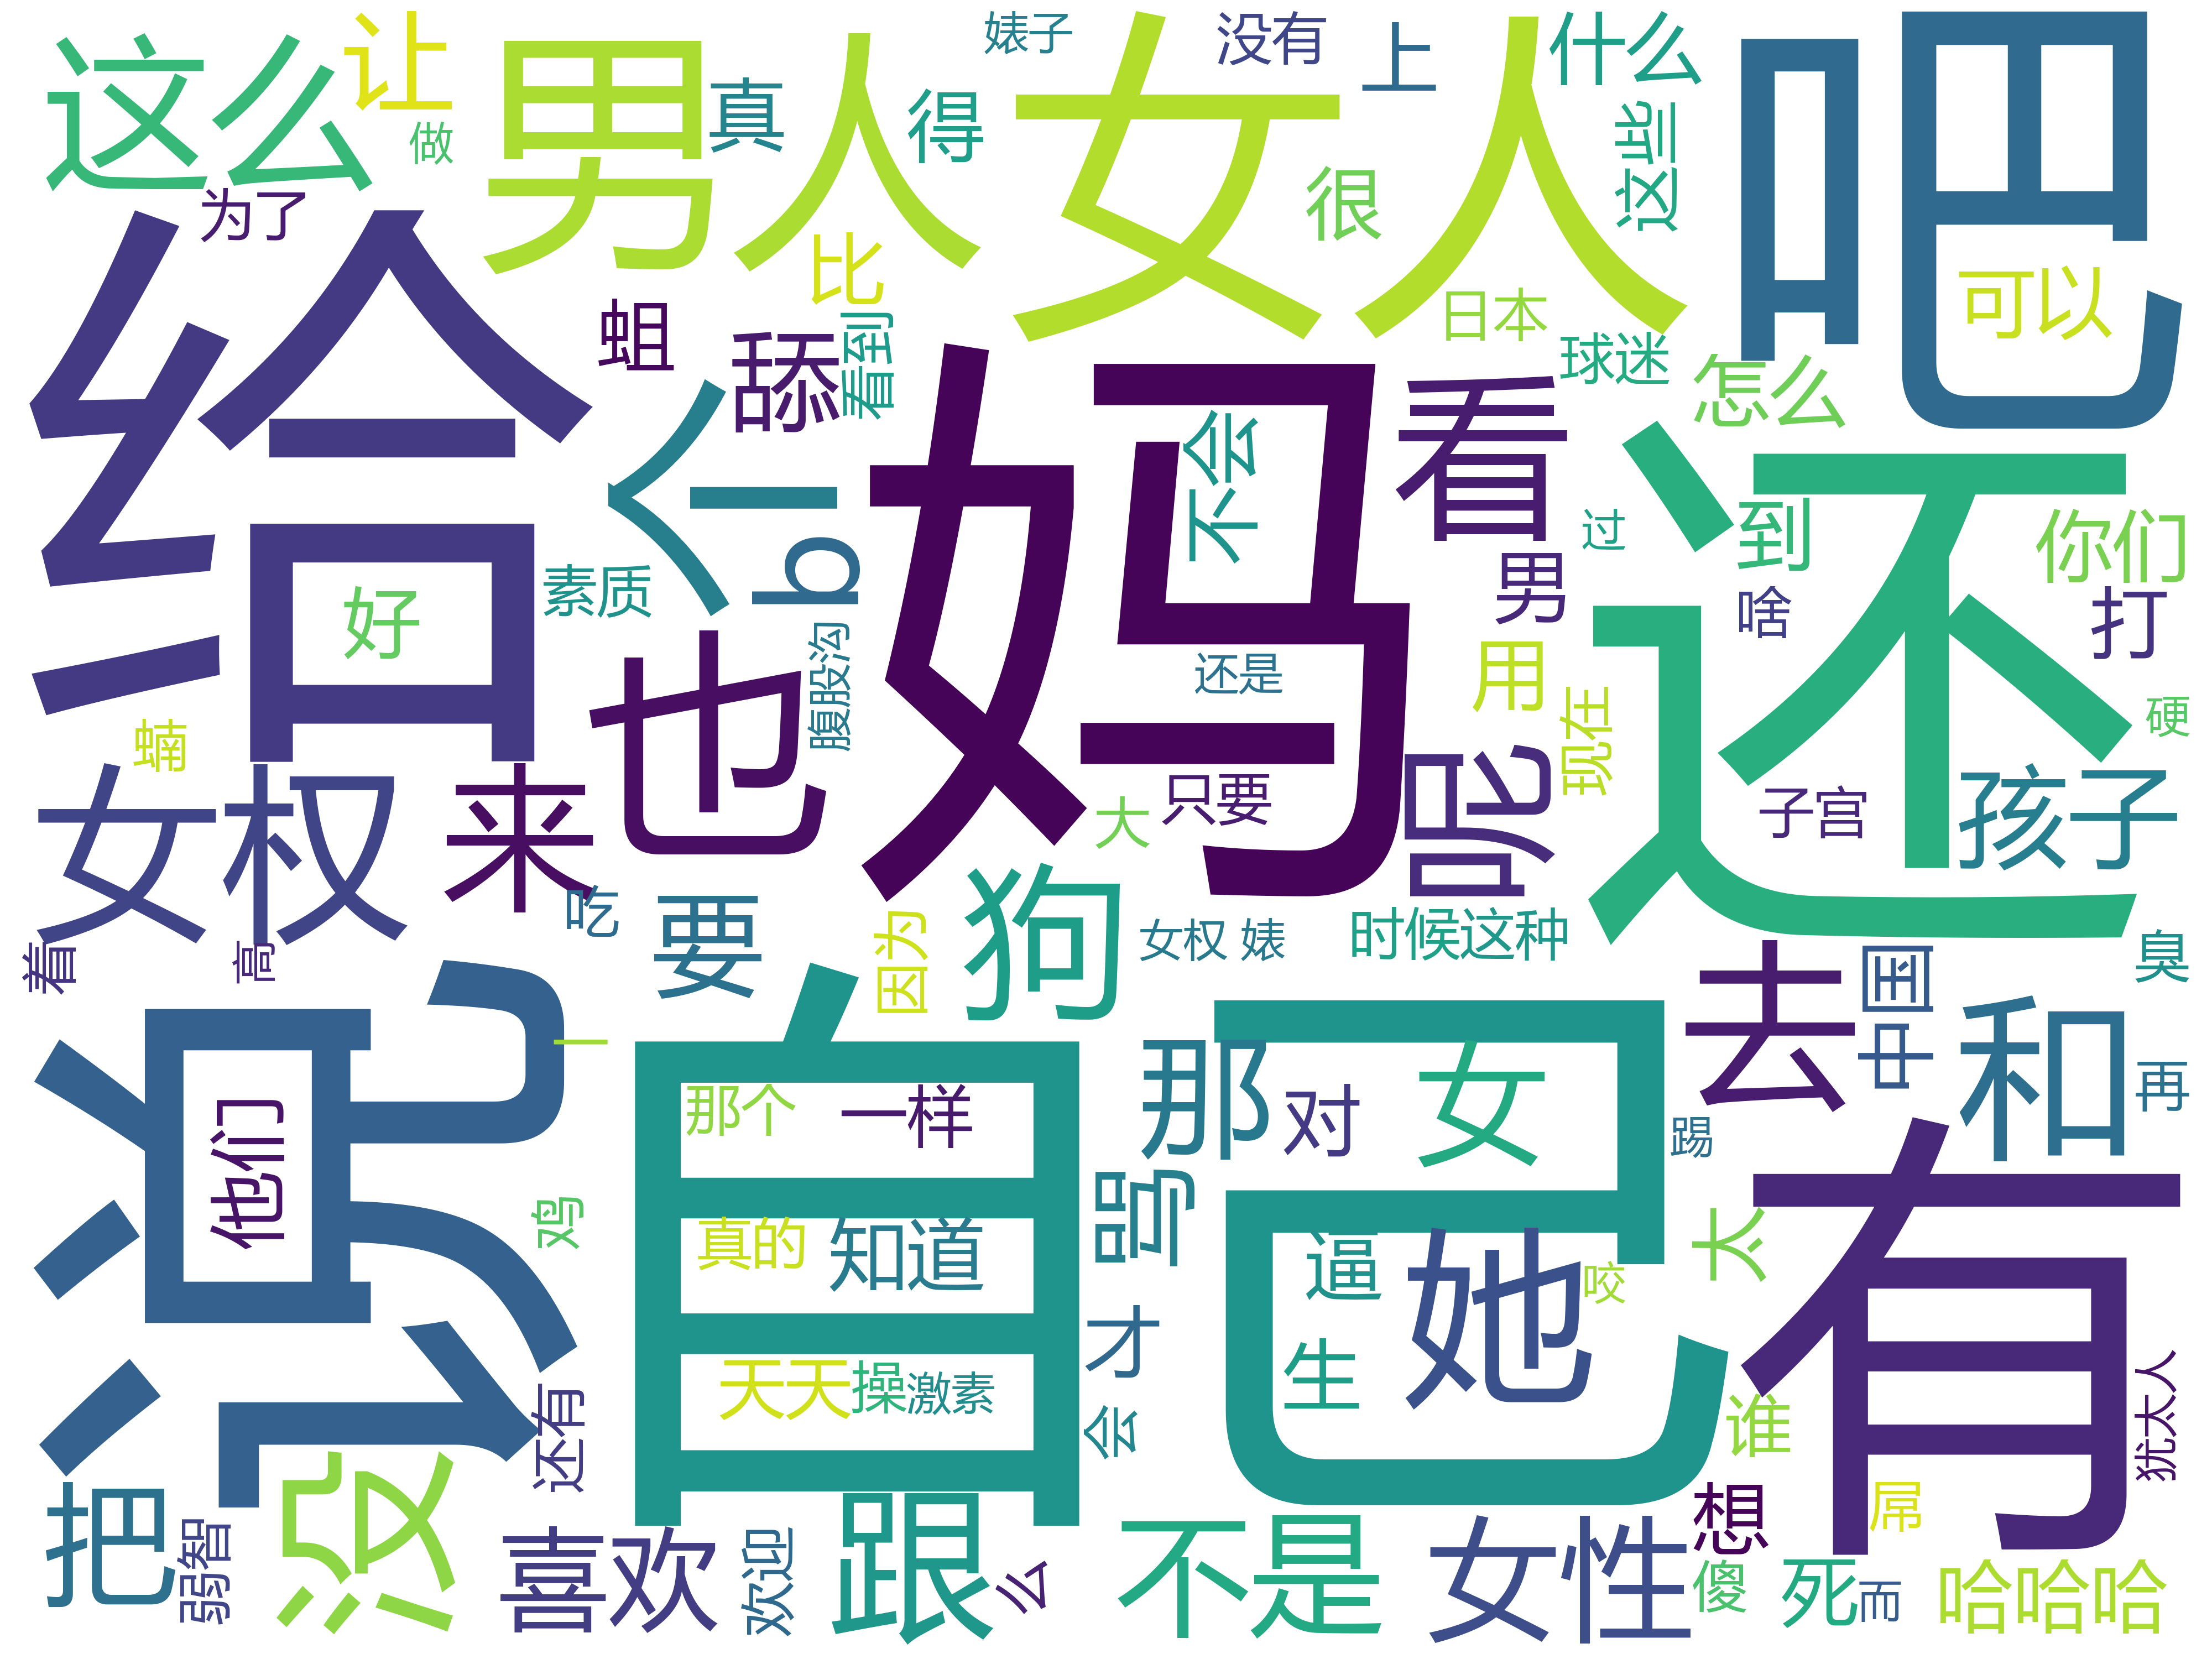 这么
让
做
男人
真
得
婊子
女人
没有
上
什么
这些
吧
为了
比
很
日本
可以
给
蛆
舔
看到
球迷
怎么
个
b
妈
不会
看
还
到
你们
过
好
素质
男
啥
打
也
腹股沟
还是
用
现在
硬
蝻
女权
来
只要
大
吧
子宫
孩子
吃
要
因为
狗
女权 婊
时候
这种
着
高
臭
说
他们
一
自己
那
对
女
去
中国
和
再
踢
那个
一样
有
鸡
真的
知道
骂
逼
她
咬
太
才
生
天天
操
激素
会
谁
犹太人
还有
没
把
弱智
喜欢
欢迎
跟
么
不是
女性
想
屌
傻
死
而
哈哈哈